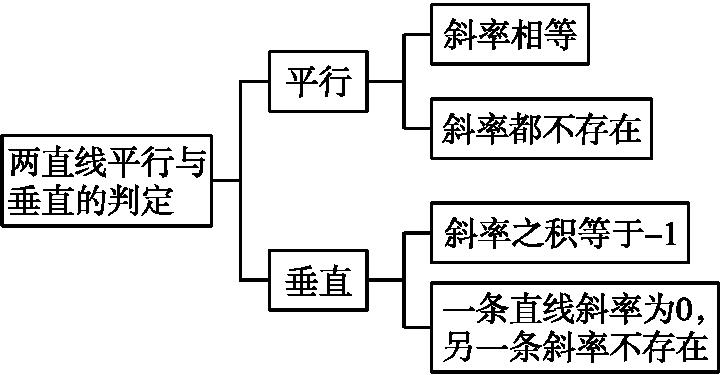 两直线平行与
垂直的判定
平行
斜率相等
斜率都不存在
垂直
斜率之积等于-1
一条直线斜率为0，
另一条斜率不存在